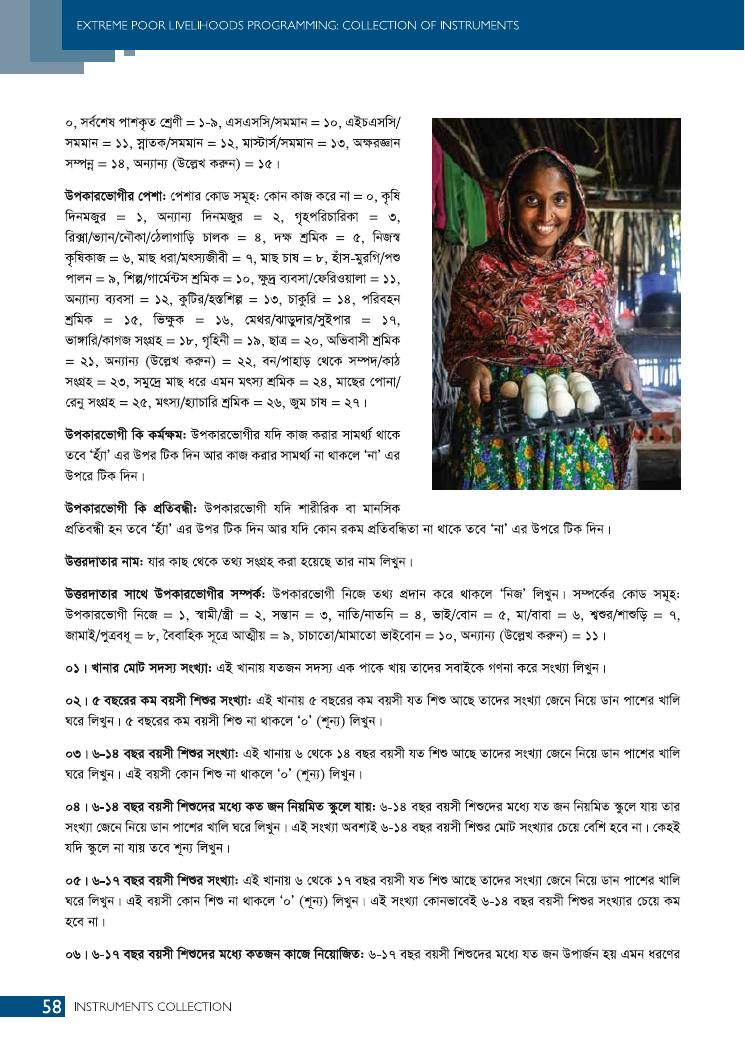 EXTREME POOR LIVELIHOODS PROGRAMMING: COLLECTION OF INSTRUMENTS
০, সর্বশেষ পাশকৃত শ্রেণী = ১-৯, এসএসসি/সমমান = ১০, এইচএসসি/
সমমান = ১১, স্নাতক/সমমান = ১২, মাস্টার্স/সমমান = ১৩, অক্ষরজ্ঞান
সম্পন্ন = ১৪, অন্যান্য (উল্লেখ করুন) = ১৫।
উপকারভোগীর পেশা: পেশার কোড সমূহ: কোন কাজ করে না = ০, কৃষি
দিনমজুর = ১, অন্যান্য দিনমজুর = ২, গৃহপরিচারিকা = ৩,
রিক্সা/ভ্যান/নৌকা/ঠেলাগাড়ি চালক = ৪, দক্ষ শ্রমিক = ৫, নিজস্ব
কৃষিকাজ = ৬, মাছ ধরা/মৎস্যজীবী = ৭, মাছ চাষ = ৮, হাঁস-মুরগি/পশু
পালন = ৯, শিল্প/গার্মেন্টস শ্রমিক = ১০, ক্ষুদ্র ব্যবসা/ফেরিওয়ালা = ১১,
অন্যান্য ব্যবসা = ১২, কুটির/হস্তশিল্প = ১৩, চাকুরি = ১৪, পরিবহন
শ্রমিক = ১৫, ভিক্ষুক = ১৬, মেথর/ঝাড়ুদার/সুইপার = ১৭,
ভাঙ্গারি/কাগজ সংগ্রহ = ১৮, গৃহিনী = ১৯, ছাত্র = ২০, অভিবাসী শ্রমিক
= ২১, অন্যান্য (উল্লেখ করুন) = ২২, বন/পাহাড় থেকে সম্পদ/কাঠ
সংগ্রহ = ২৩, সমুদ্রে মাছ ধরে এমন মৎস্য শ্রমিক = ২৪, মাছের পোনা/
রেনু সংগ্রহ = ২৫, মৎস্য/হ্যাচারি শ্রমিক = ২৬, জুম চাষ = ২৭।
উপকারভোগী কি কর্মক্ষম: উপকারভোগীর যদি কাজ করার সামর্থ্য থাকে
তবে ‘হ্যাঁ’ এর উপর টিক দিন আর কাজ করার সামর্থ্য না থাকলে ‘না’ এর
উপরে টিক দিন।
উপকারভোগী কি প্রতিবন্ধী: উপকারভোগী যদি শারীরিক বা মানসিক
প্রতিবন্ধী হন তবে ‘হ্যাঁ’ এর উপর টিক দিন আর যদি কোন রকম প্রতিবন্ধিতা না থাকে তবে ‘না’ এর উপরে টিক দিন।
উত্তরদাতার নাম: যার কাছ থেকে তথ্য সংগ্রহ করা হয়েছে তার নাম লিখুন।
উত্তরদাতার সাথে উপকারভোগীর সম্পর্ক: উপকারভোগী নিজে তথ্য প্রদান করে থাকলে ‘নিজ’ লিখুন। সম্পর্কের কোড সমূহ:
উপকারভোগী নিজে = ১, স্বামী/স্ত্রী = ২, সন্তান = ৩, নাতি/নাতনি = ৪, ভাই/বোন = ৫, মা/বাবা = ৬, শ্বশুর/শাশুড়ি = ৭,
জামাই/পুত্রবধূ = ৮, বৈবাহিক সূত্রে আত্মীয় = ৯, চাচাতো/মামাতো ভাইবোন = ১০, অন্যান্য (উল্লেখ করুন) = ১১।
০১। খানার মোট সদস্য সংখ্যা: এই খানায় যতজন সদস্য এক পাকে খায় তাদের সবাইকে গণনা করে সংখ্যা লিখুন।
০২। ৫ বছরের কম বয়সী শিশুর সংখ্যা: এই খানায় ৫ বছরের কম বয়সী যত শিশু আছে তাদের সংখ্যা জেনে নিয়ে ডান পাশের খালি
ঘরে লিখুন। ৫ বছরের কম বয়সী শিশু না থাকলে ‘০’ (শূন্য) লিখুন।
০৩। ৬-১৪ বছর বয়সী শিশুর সংখ্যা: এই খানায় ৬ থেকে ১৪ বছর বয়সী যত শিশু আছে তাদের সংখ্যা জেনে নিয়ে ডান পাশের খালি
ঘরে লিখুন। এই বয়সী কোন শিশু না থাকলে ‘০’ (শূন্য) লিখুন।
০৪। ৬-১৪ বছর বয়সী শিশুদের মধ্যে কত জন নিয়মিত স্কুলে যায়: ৬-১৪ বছর বয়সী শিশুদের মধ্যে যত জন নিয়মিত স্কুলে যায় তার
সংখ্যা জেনে নিয়ে ডান পাশের খালি ঘরে লিখুন। এই সংখ্যা অবশ্যই ৬-১৪ বছর বয়সী শিশুর মোট সংখ্যার চেয়ে বেশি হবে না। কেহই
যদি স্কুলে না যায় তবে শূন্য লিখুন।
০৫। ৬-১৭ বছর বয়সী শিশুর সংখ্যা: এই খানায় ৬ থেকে ১৭ বছর বয়সী যত শিশু আছে তাদের সংখ্যা জেনে নিয়ে ডান পাশের খালি
ঘরে লিখুন। এই বয়সী কোন শিশু না থাকলে ‘০’ (শূন্য) লিখুন। এই সংখ্যা কোনভাবেই ৬-১৪ বছর বয়সী শিশুর সংখ্যার চেয়ে কম
হবে না।
০৬। ৬-১৭ বছর বয়সী শিশুদের মধ্যে কতজন কাজে নিয়োজিত: ৬-১৭ বছর বয়সী শিশুদের মধ্যে যত জন উপার্জন হয় এমন ধরণের
58 INSTRUMENTS COLLECTION